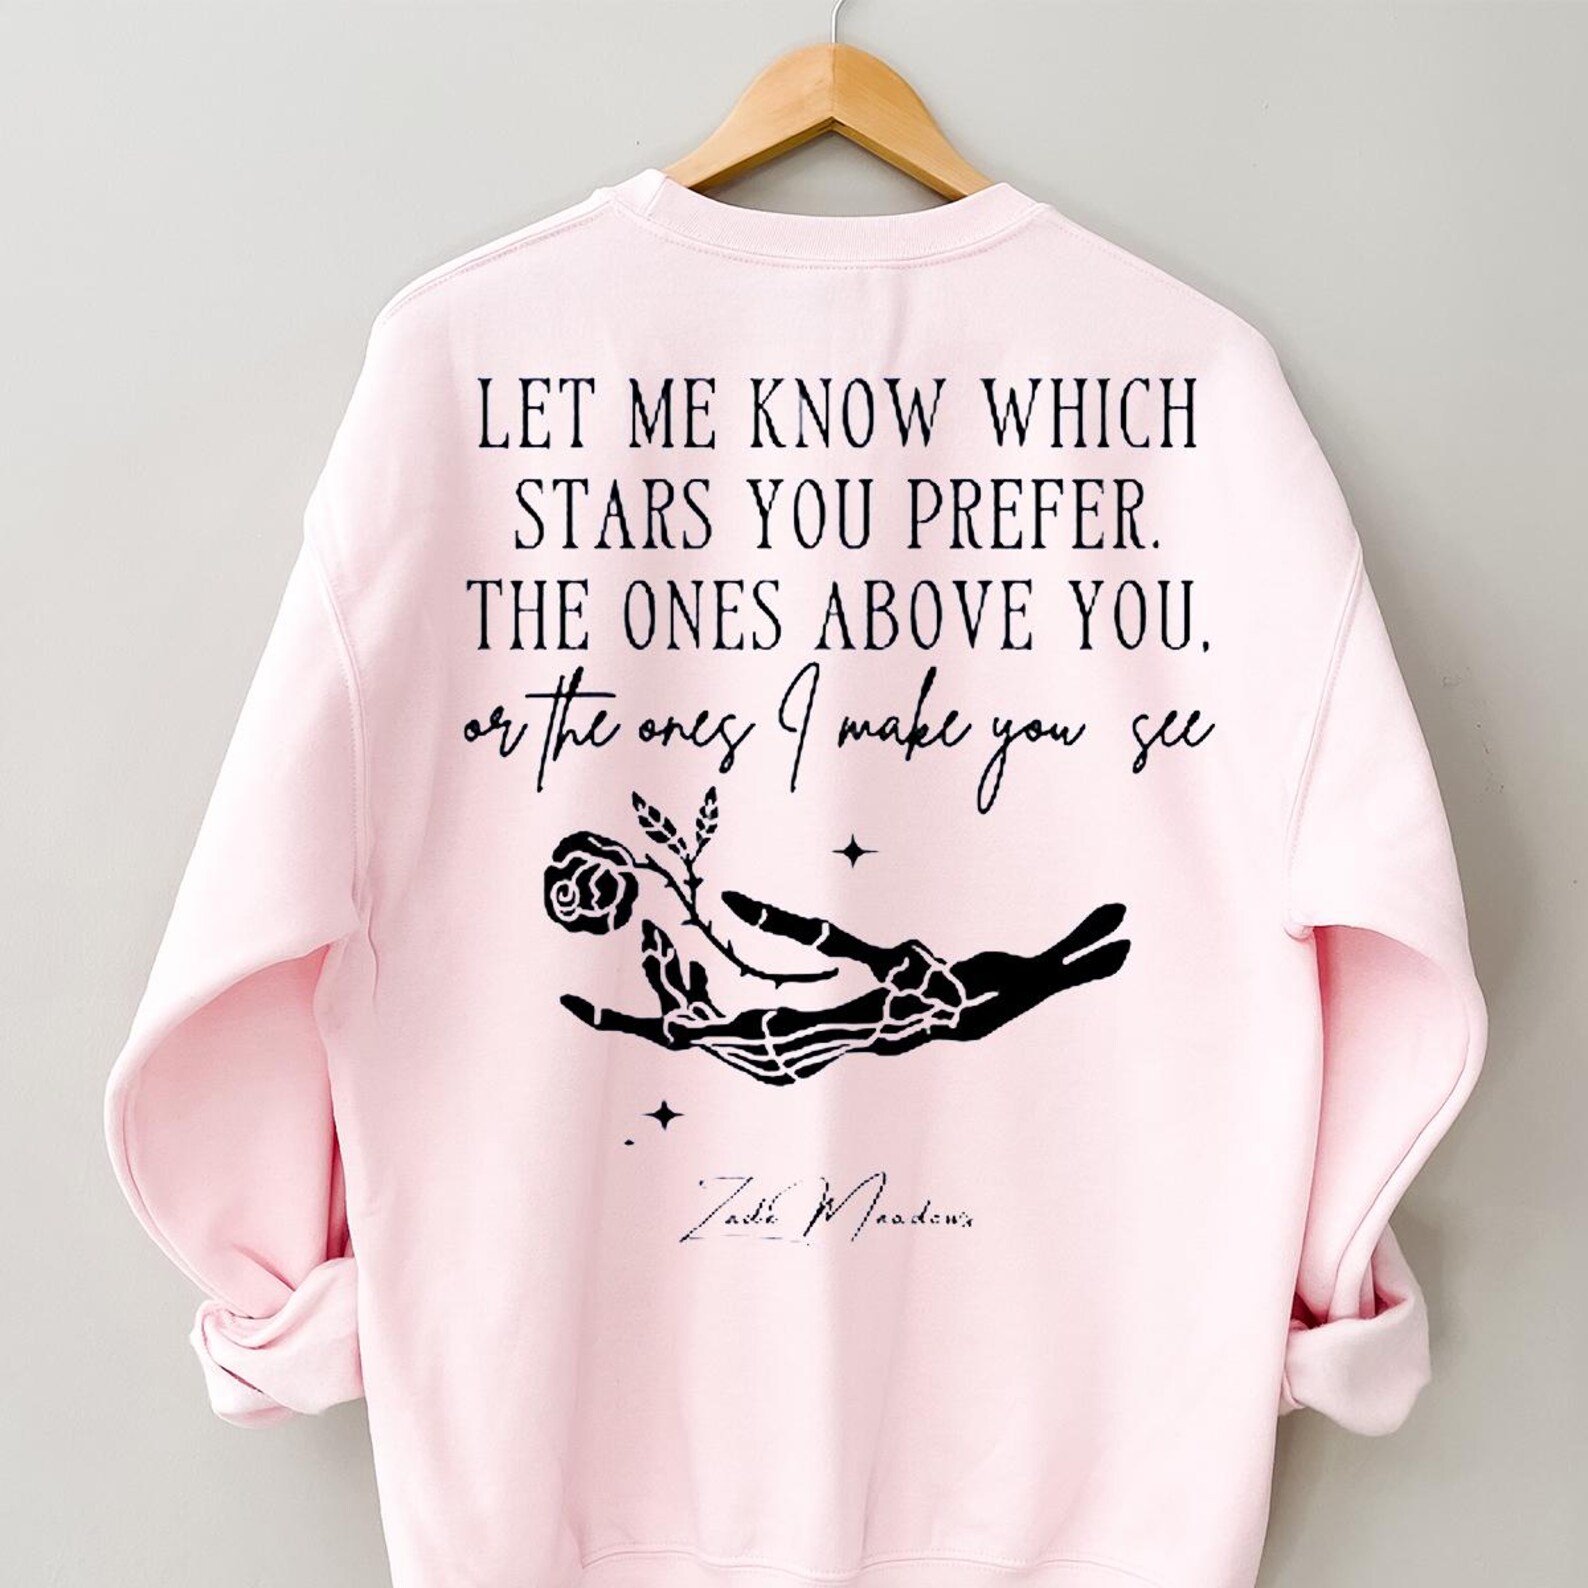 LET ME KNOW WHICH
STARS YOU PREFER.
THE ONES ABOVE YOU,
or the ones I make you see
Zade Meadows